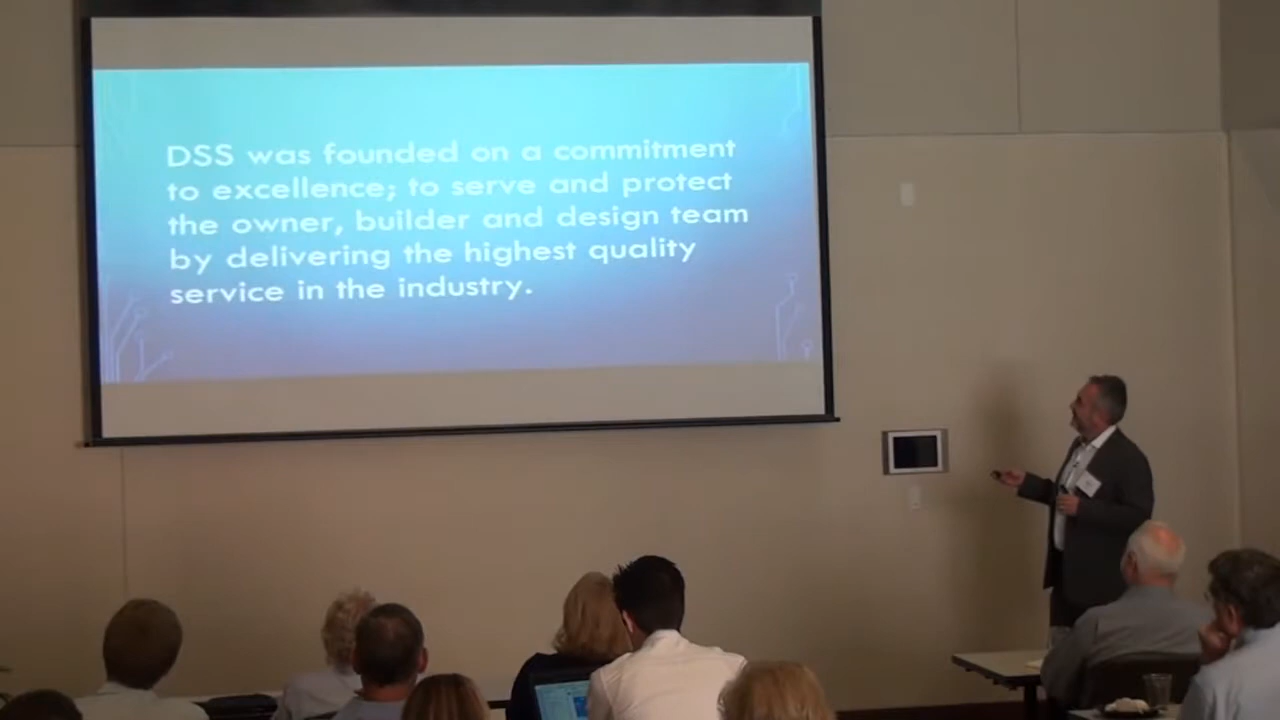 DSS was founded on a commitment
to excellence; to serve and protect
the owner, builder and design team
by delivering the highest quality
service in the industry.